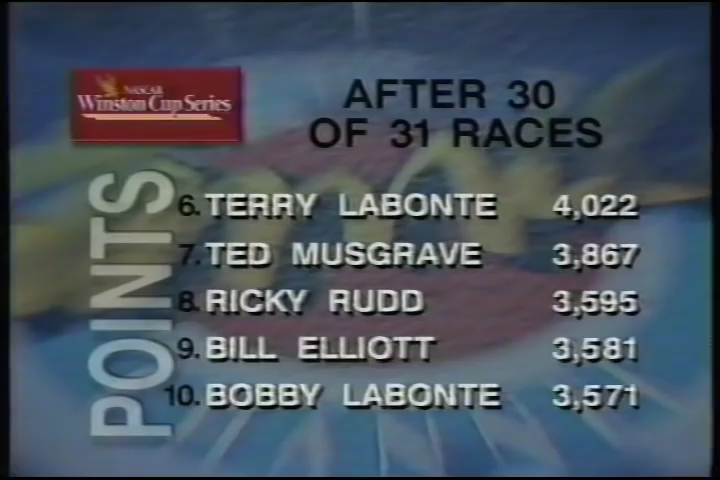 NASCAR
Winston Cup Series
AFTER 30
OF 31 RACES
POINTS
6. TERRY LABONTE 4,022
7. TED MUSGRAVE 3,867
8. RICKY RUDD 3,595
9. BILL ELLIOTT 3,581
10. BOBBY LABONTE 3,571